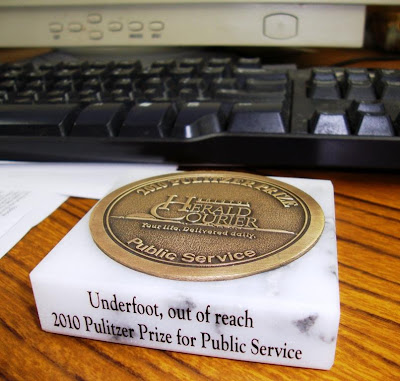 2010 PULITZER PRIZE
HERALD
COURIER
Your life. Delivered daily.
Public Service
Underfoot, out of reach
2010 Pulitzer Prize for Public Service